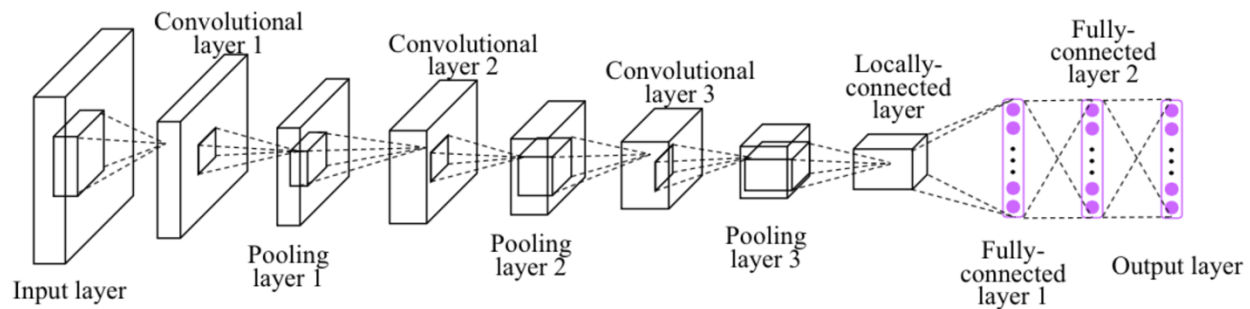 Input layer
Convolutional
layer 1
Pooling
layer 1
Convolutional
layer 2
Pooling
layer 2
Convolutional
layer 3
Pooling
layer 3
Locally-
connected
layer
Fully-
connected
layer 1
Fully-
connected
layer 2
Output layer